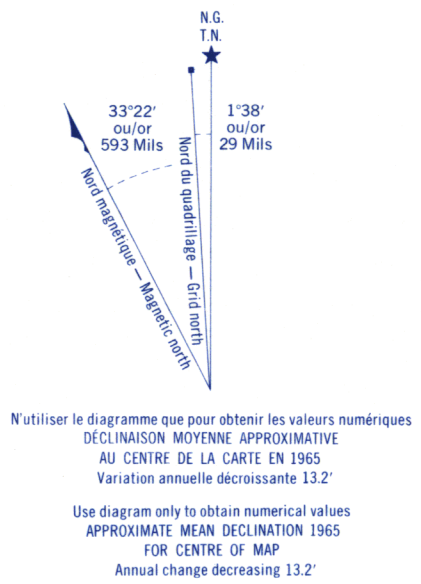 N.G.
T.N.
33°22'
ou/or
593 Mils
1°38'
ou/or
29 Mils
Nord magnétique — Magnetic north
Nord du quadrillage — Grid north
N'utiliser le diagramme que pour obtenir les valeurs numériques
DÉCLINAISON MOYENNE APPROXIMATIVE
AU CENTRE DE LA CARTE EN 1965
Variation annuelle décroissante 13.2'
Use diagram only to obtain numerical values
APPROXIMATE MEAN DECLINATION 1965
FOR CENTRE OF MAP
Annual change decreasing 13.2'